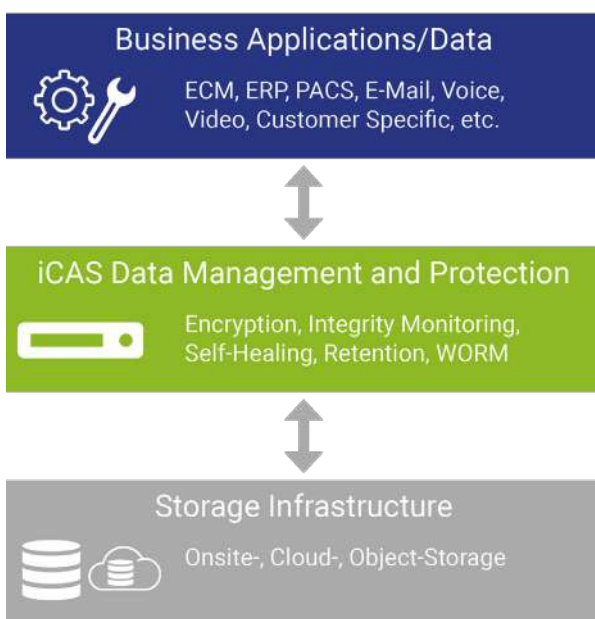 Business Applications/Data
ECM, ERP, PACS, E-Mail, Voice,
Video, Customer Specific, etc.
iCAS Data Management and Protection
Encryption, Integrity Monitoring,
Self-Healing, Retention, WORM
Storage Infrastructure
Onsite-, Cloud-, Object-Storage